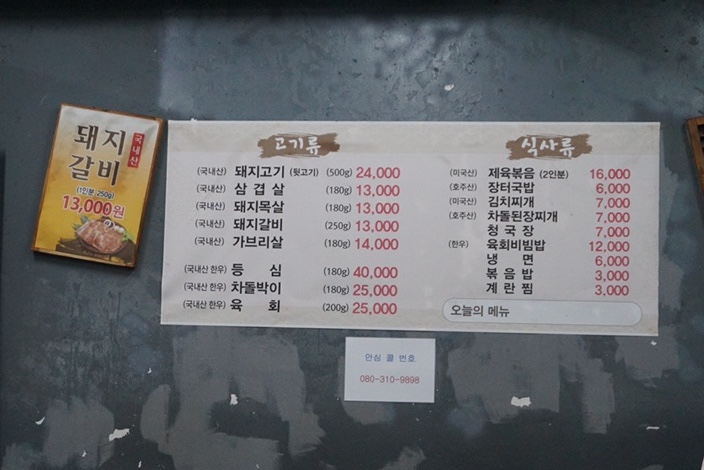 돼지
갈비
국내산
(1인분 250g)
13,000원
고기류
(국내산) 돼지고기 (뒷고기) (500g) 24,000
(국내산) 삼겹살 (180g) 13,000
(국내산) 돼지목살 (180g) 13,000
(국내산) 돼지갈비 (250g) 13,000
(국내산) 가브리살 (180g) 14,000
(국내산 한우) 등심 (180g) 40,000
(국내산 한우) 차돌박이 (180g) 25,000
(국내산 한우) 육회 (200g) 25,000
식사류
(미국산) 제육볶음 (2인분) 16,000
(호주산) 장터국밥 6,000
(미국산) 김치찌개 7,000
(호주산) 차돌된장찌개 7,000
청국장 7,000
(한우) 육회비빔밥 12,000
냉면 6,000
볶음밥 3,000
계란찜 3,000
오늘의 메뉴
안심 콜 번호
080-310-9898